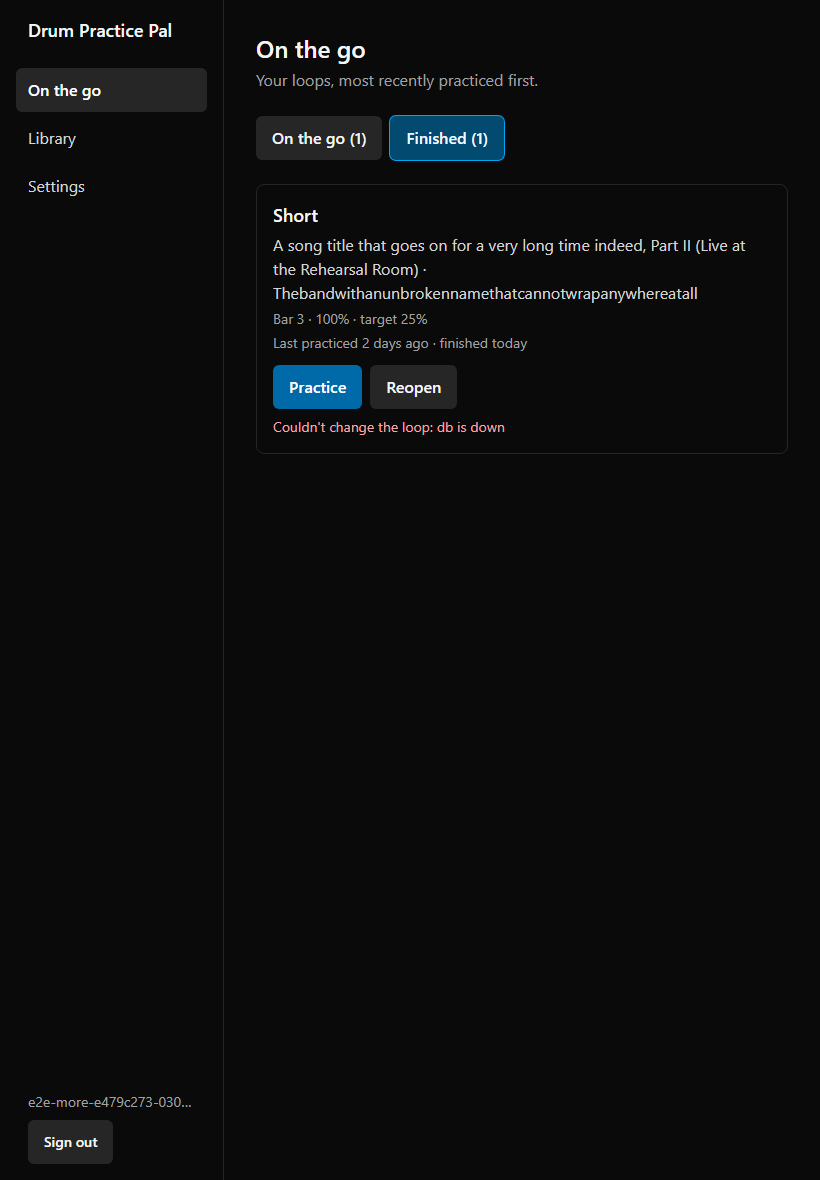 Drum Practice Pal
On the go
Library
Settings
On the go
Your loops, most recently practiced first.
On the go (1)
Finished (1)
Short
A song title that goes on for a very long time indeed, Part II (Live at
the Rehearsal Room) ·
Thebandwithanunbrokennamethatcannotwrapanywhereatall
Bar 3 · 100% · target 25%
Last practiced 2 days ago · finished today
Practice
Reopen
Couldn't change the loop: db is down
e2e-more-e479c273-030...
Sign out